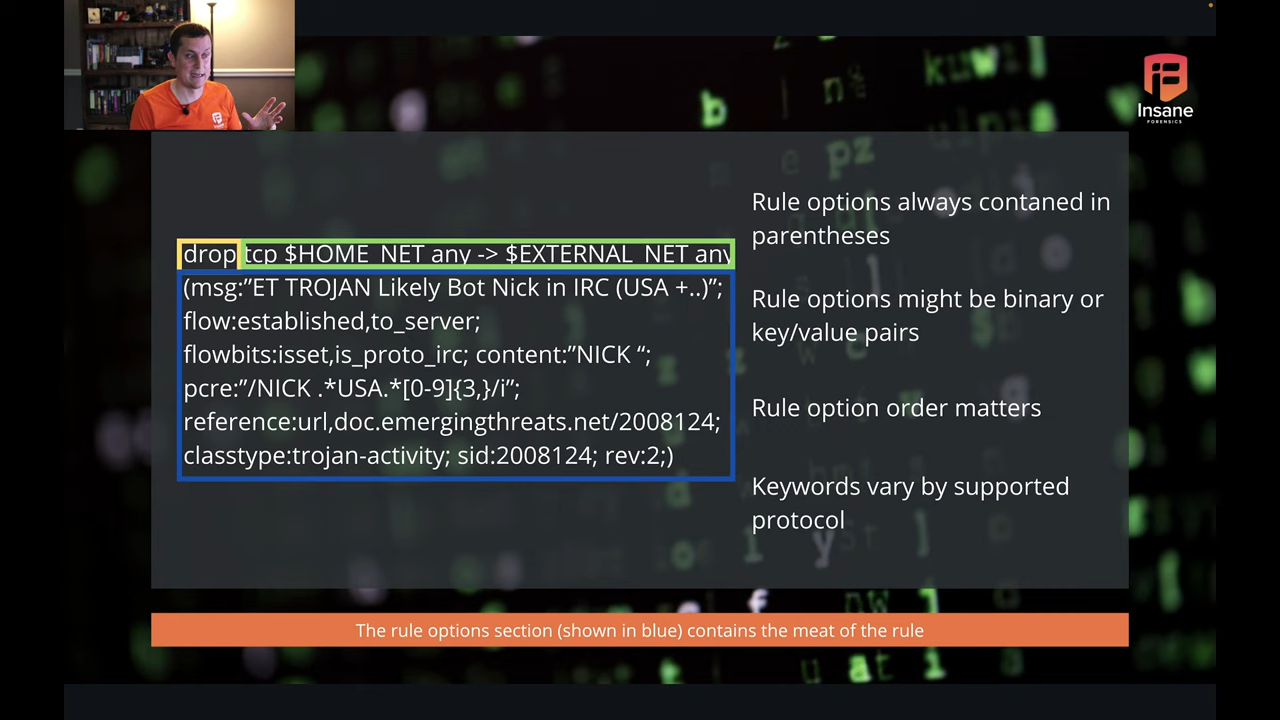 Insane
FORENSICS
drop tcp $HOME_NET any -> $EXTERNAL_NET any
(msg:”ET TROJAN Likely Bot Nick in IRC (USA +..)”;
flow:established,to_server;
flowbits:isset,is_proto_irc; content:”NICK “;
pcre:”/NICK .*USA.*[0-9]{3,}/i”;
reference:url,doc.emergingthreats.net/2008124;
classtype:trojan-activity; sid:2008124; rev:2;)
Rule options always contaned in
parentheses
Rule options might be binary or
key/value pairs
Rule option order matters
Keywords vary by supported
protocol
The rule options section (shown in blue) contains the meat of the rule